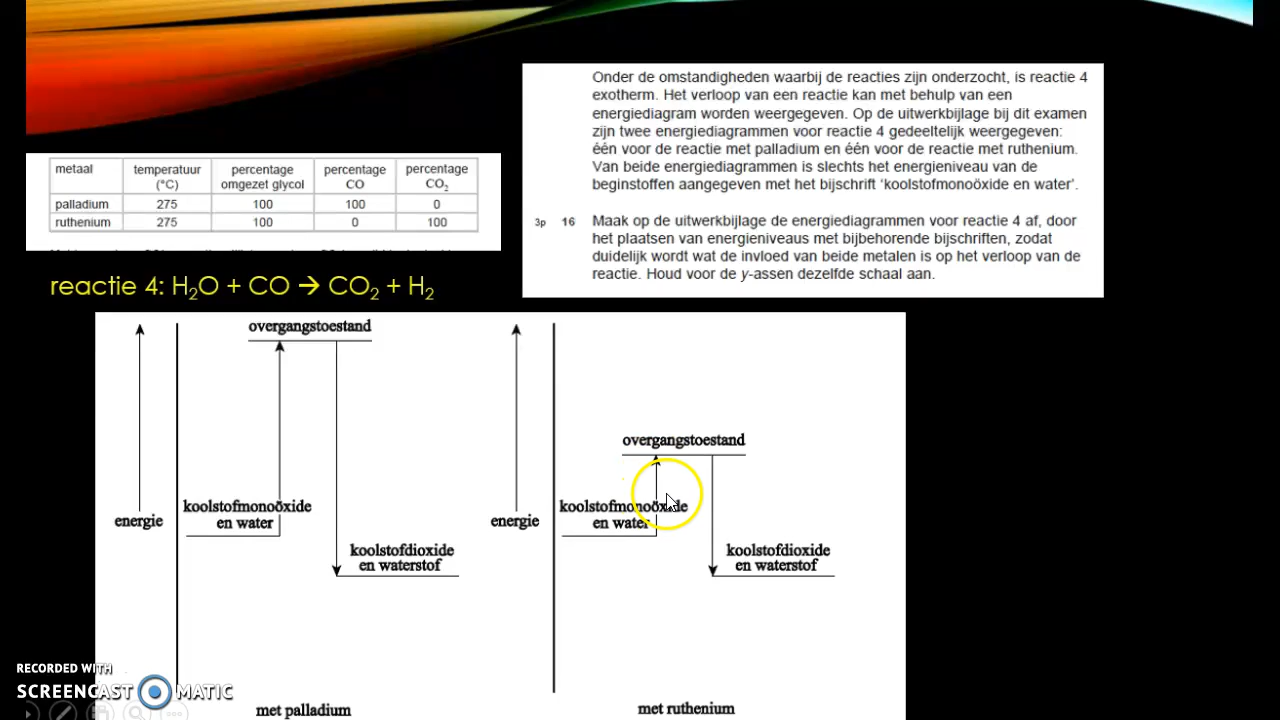 Onder de omstandigheden waarbij de reacties zijn onderzocht, is reactie 4
exotherm. Het verloop van een reactie kan met behulp van een
energiediagram worden weergegeven. Op de uitwerkbijlage bij dit examen
zijn twee energiediagrammen voor reactie 4 gedeeltelijk weergegeven:
één voor de reactie met palladium en één voor de reactie met ruthenium.
Van beide energiediagrammen is slechts het energieniveau van de
beginstoffen aangegeven met het bijschrift ‘koolstofmonoöxide en water’.
3p 16 Maak op de uitwerkbijlage de energiediagrammen voor reactie 4 af, door
het plaatsen van energieniveaus met bijbehorende bijschriften, zodat
duidelijk wordt wat de invloed van beide metalen is op het verloop van de
reactie. Houd voor de y-assen dezelfde schaal aan.
metaal temperatuur (°C) percentage omgezet glycol percentage CO percentage CO₂
palladium 275 100 100 0
ruthenium 275 100 0 100
reactie 4: H₂O + CO → CO₂ + H₂
overgangstoestand
koolstofmonoöxide
en water
energie
koolstofdioxide
en waterstof
met palladium
overgangstoestand
koolstofmonoöxide
en water
energie
koolstofdioxide
en waterstof
met ruthenium
RECORDED WITH
SCREENCAST MATIC